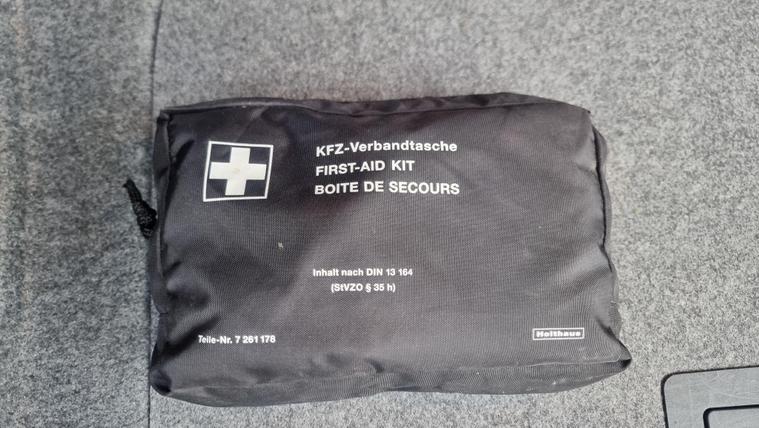 KFZ-Verbandtasche
FIRST-AID KIT
BOITE DE SECOURS
Inhalt nach DIN 13 164
(StVZO § 35 h)
Teile-Nr. 7 261 178
Holthaus